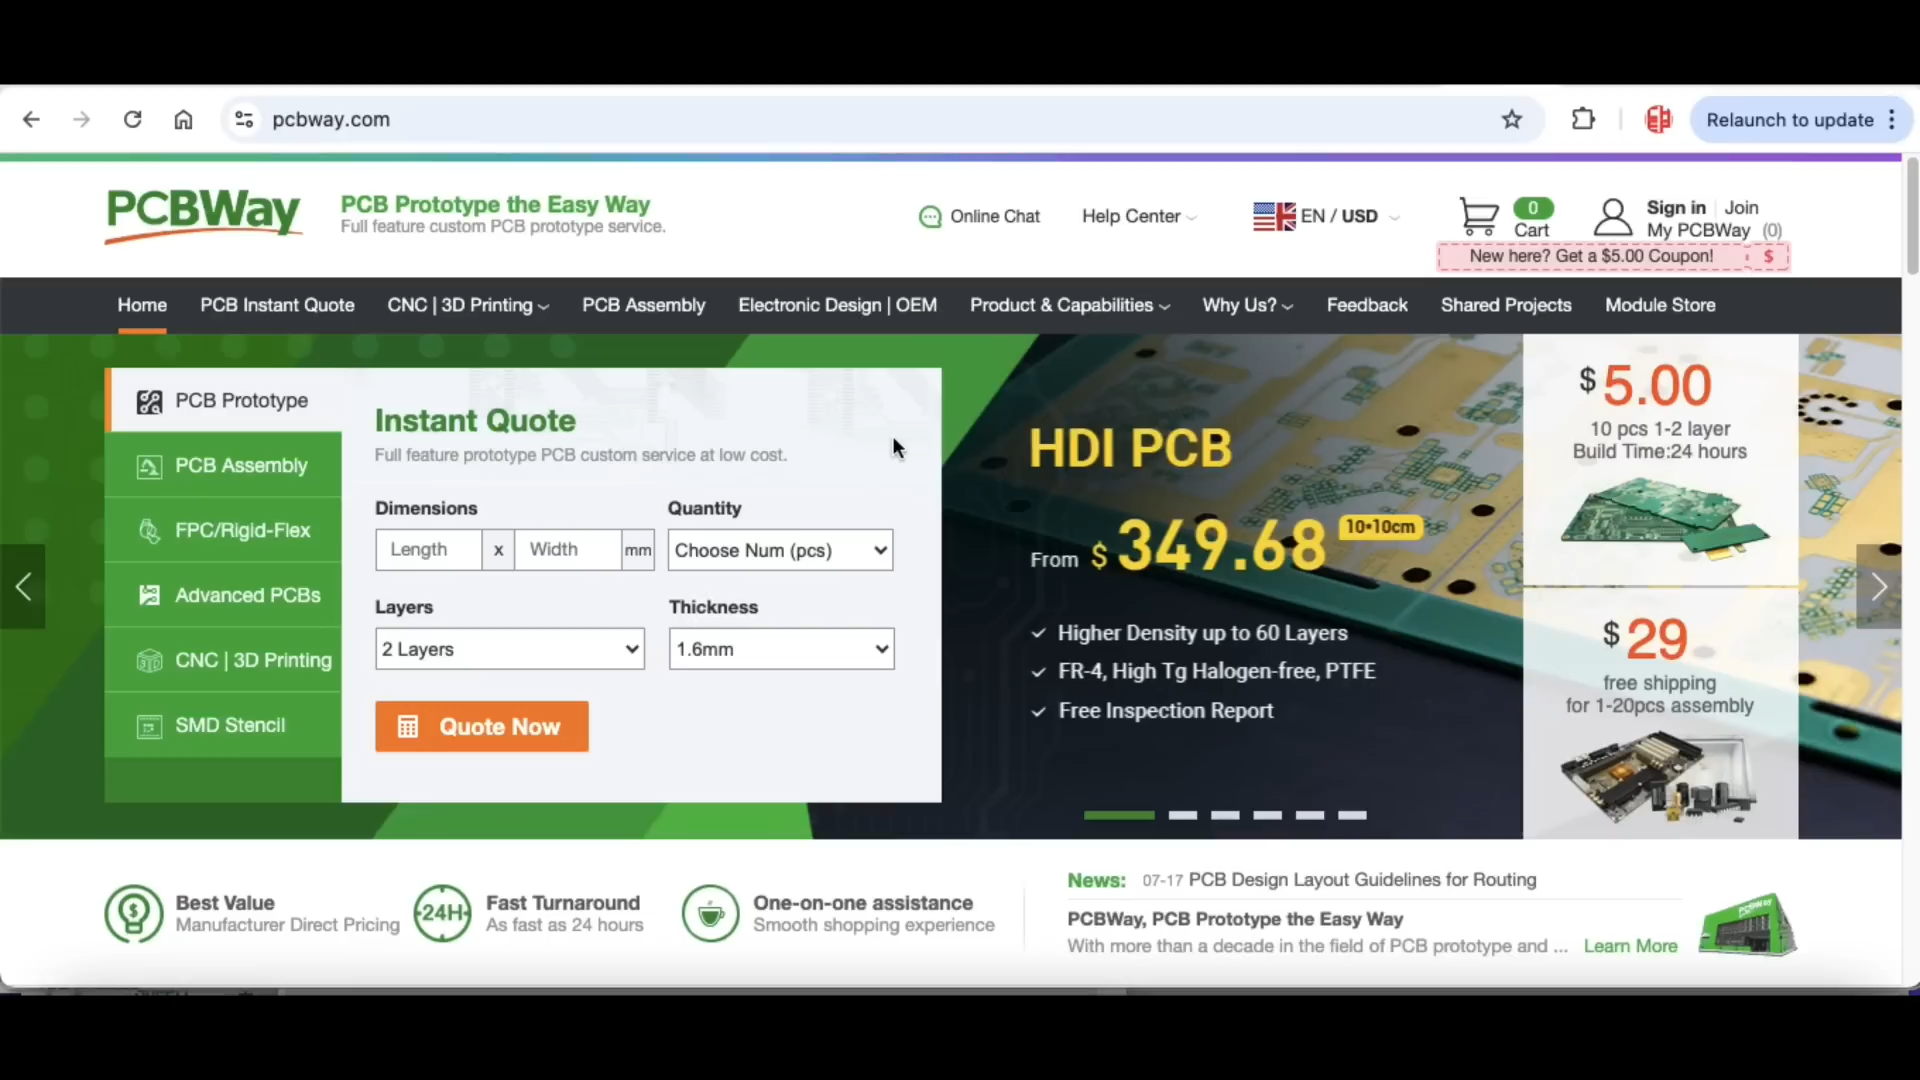 pcbway.com
Relaunch to update
PCBWay
PCB Prototype the Easy Way
Full feature custom PCB prototype service.
Online Chat
Help Center
EN / USD
0
Cart
Sign in | Join
My PCBWay (0)
New here? Get a $5.00 Coupon! $
Home
PCB Instant Quote
CNC | 3D Printing
PCB Assembly
Electronic Design | OEM
Product & Capabilities
Why Us?
Feedback
Shared Projects
Module Store
PCB Prototype
PCB Assembly
FPC/Rigid-Flex
Advanced PCBs
CNC | 3D Printing
SMD Stencil
Instant Quote
Full feature prototype PCB custom service at low cost.
Dimensions
Quantity
Length x Width mm
Choose Num (pcs)
Layers
Thickness
2 Layers
1.6mm
Quote Now
HDI PCB
From $ 349.68 10*10cm
Higher Density up to 60 Layers
FR-4, High Tg Halogen-free, PTFE
Free Inspection Report
$5.00
10 pcs 1-2 layer
Build Time:24 hours
$29
free shipping
for 1-20pcs assembly
Best Value
Manufacturer Direct Pricing
24H
Fast Turnaround
As fast as 24 hours
One-on-one assistance
Smooth shopping experience
News: 07-17 PCB Design Layout Guidelines for Routing
PCBWay, PCB Prototype the Easy Way
With more than a decade in the field of PCB prototype and ... Learn More
PCBWay